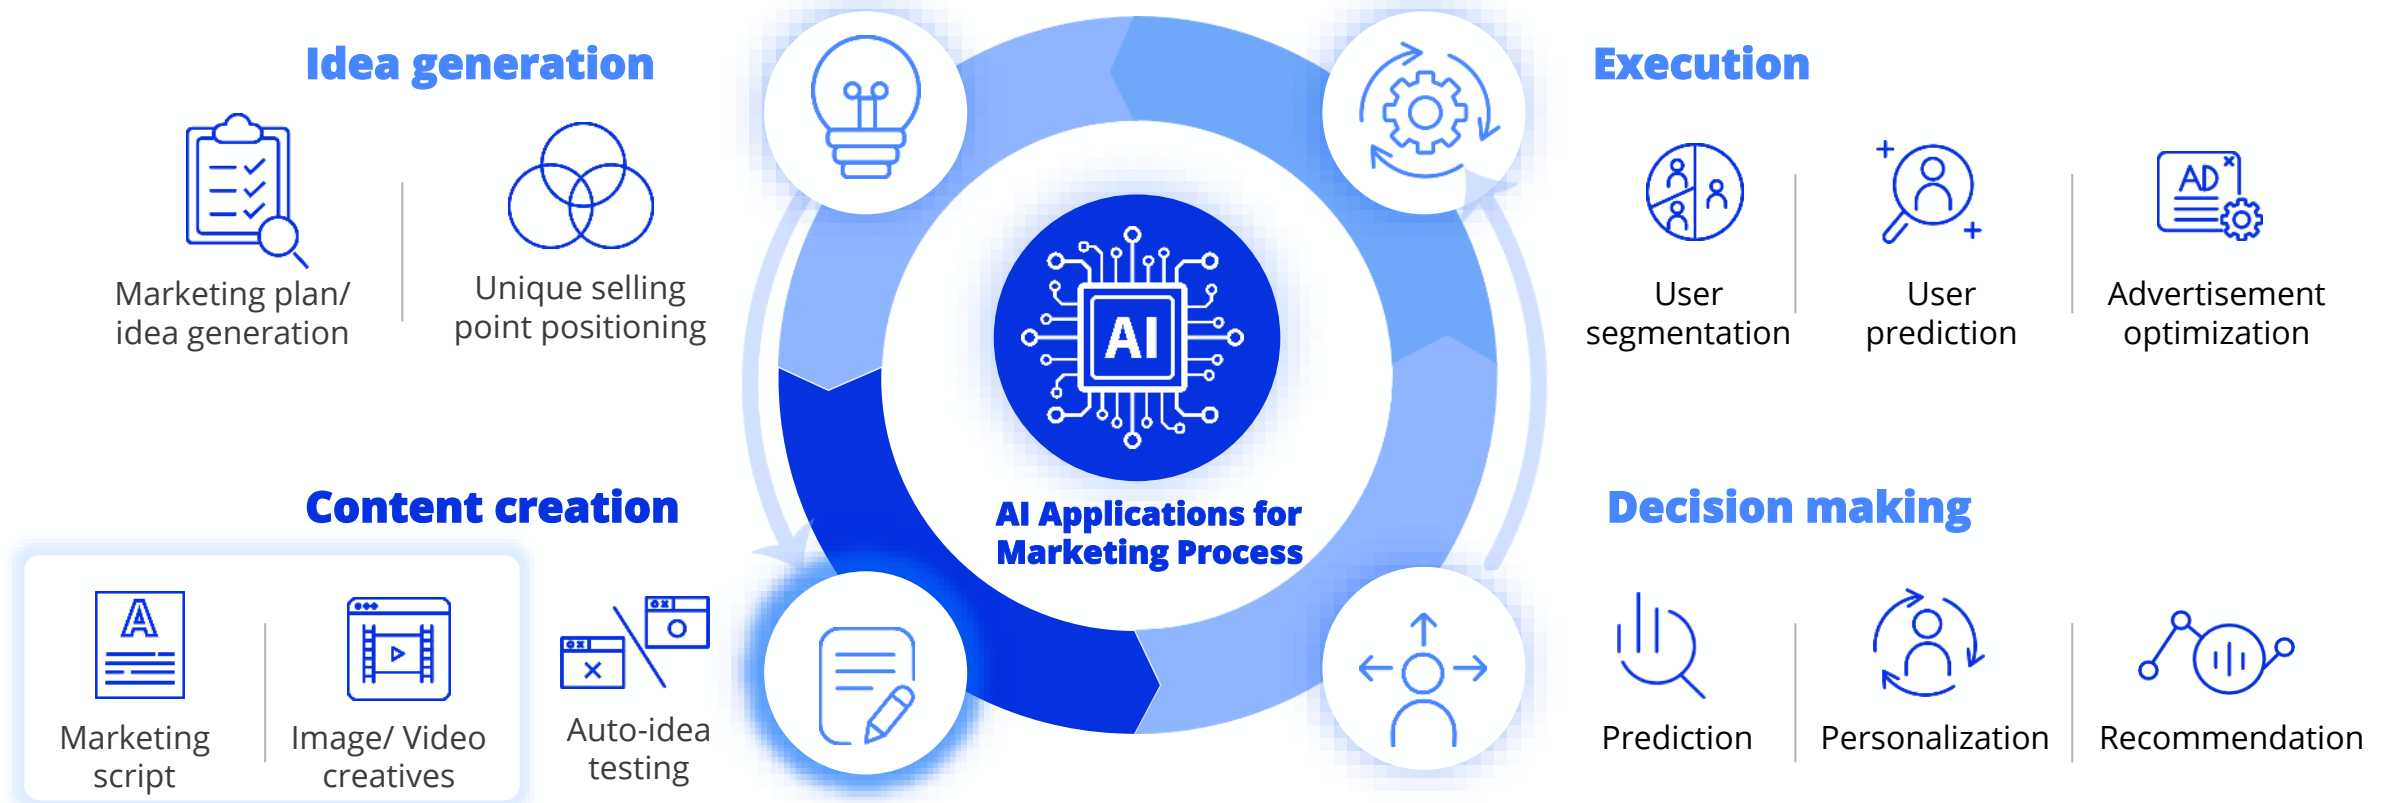 Idea generation
Marketing plan/
idea generation
Unique selling
point positioning
Execution
User
segmentation
User
prediction
AD
Advertisement
optimization
AI
AI Applications for
Marketing Process
Content creation
A
Marketing
script
Image/ Video
creatives
Auto-idea
testing
Decision making
Prediction
Personalization
Recommendation